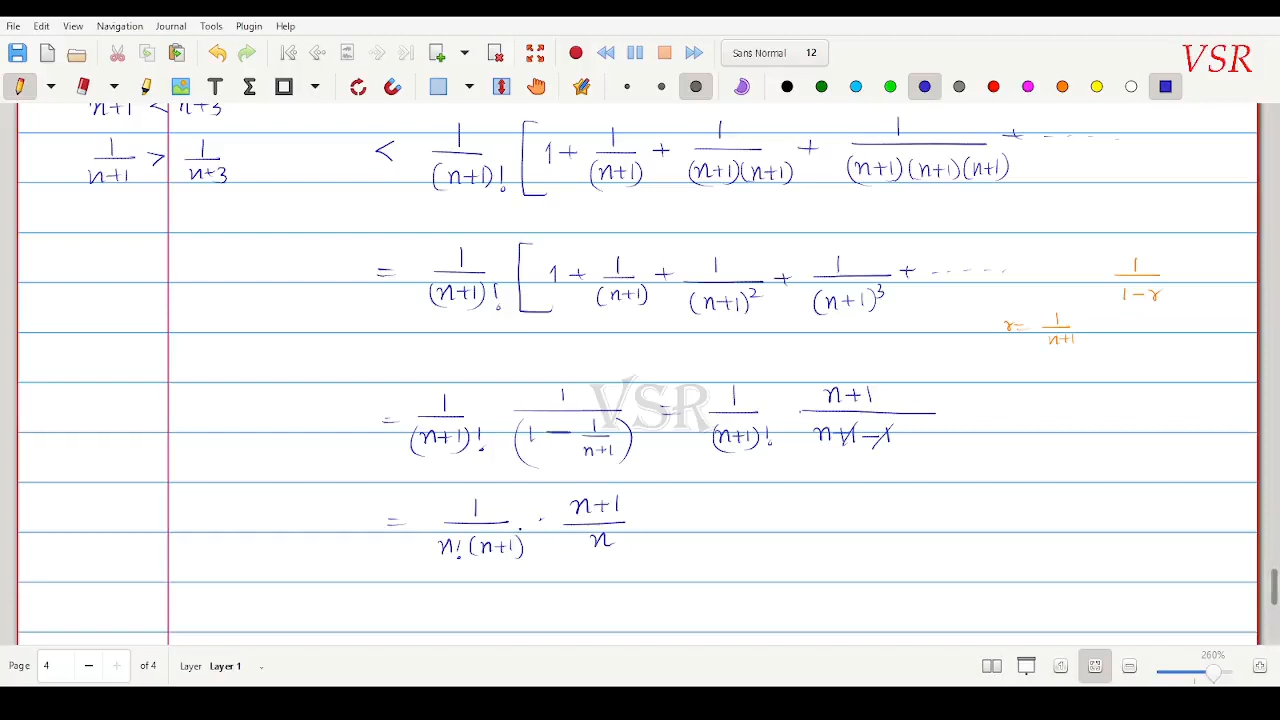 File Edit View Navigation Journal Tools Plugin Help
Sans Normal 12
VSR
n+1 < n+3
1/(n+1) > 1/(n+3)
< 1/(n+1)! [ 1 + 1/(n+1) + 1/(n+1)(n+1) + 1/(n+1)(n+1)(n+1) + ......
= 1/(n+1)! [ 1 + 1/(n+1) + 1/(n+1)² + 1/(n+1)³ + ......
1/(1-r)
r = 1/(n+1)
= 1/(n+1)! 1/(1 - 1/(n+1)) = 1/(n+1)! (n+1)/(n+1-1)
VSR
= 1/(n!(n+1)) · (n+1)/n
Page 4 of 4 Layer Layer 1
260%